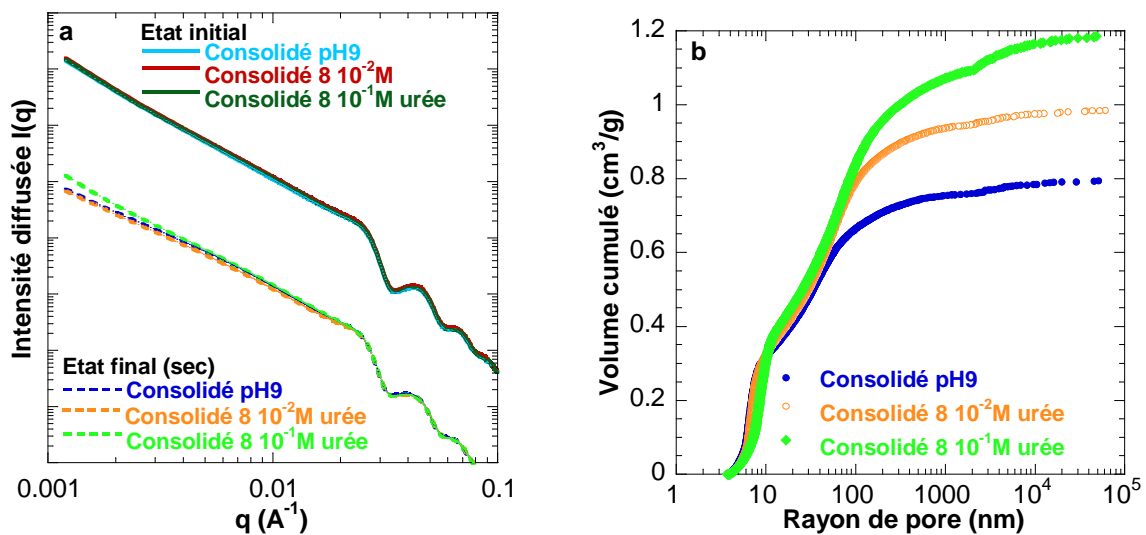 a
Etat initial
Consolidé pH9
Consolidé 8 10⁻²M
Consolidé 8 10⁻¹M urée
Intensité diffusée I(q)
Etat final (sec)
Consolidé pH9
Consolidé 8 10⁻²M urée
Consolidé 8 10⁻¹M urée
0.001
0.01
0.1
q (A⁻¹)
b
Volume cumulé (cm³/g)
1.2
1
0.8
0.6
0.4
0.2
0
Consolidé pH9
Consolidé 8 10⁻²M urée
Consolidé 8 10⁻¹M urée
1
10
100
1000
10⁴
10⁵
Rayon de pore (nm)